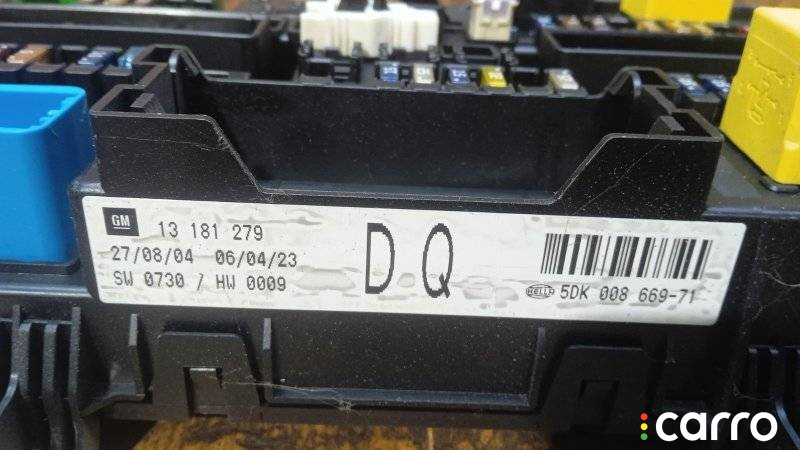 GM 13 181 279
27/08/04 06/04/23
SW 0730 / HW 0009
DQ
HELLA 5DK 008 669-71
carro